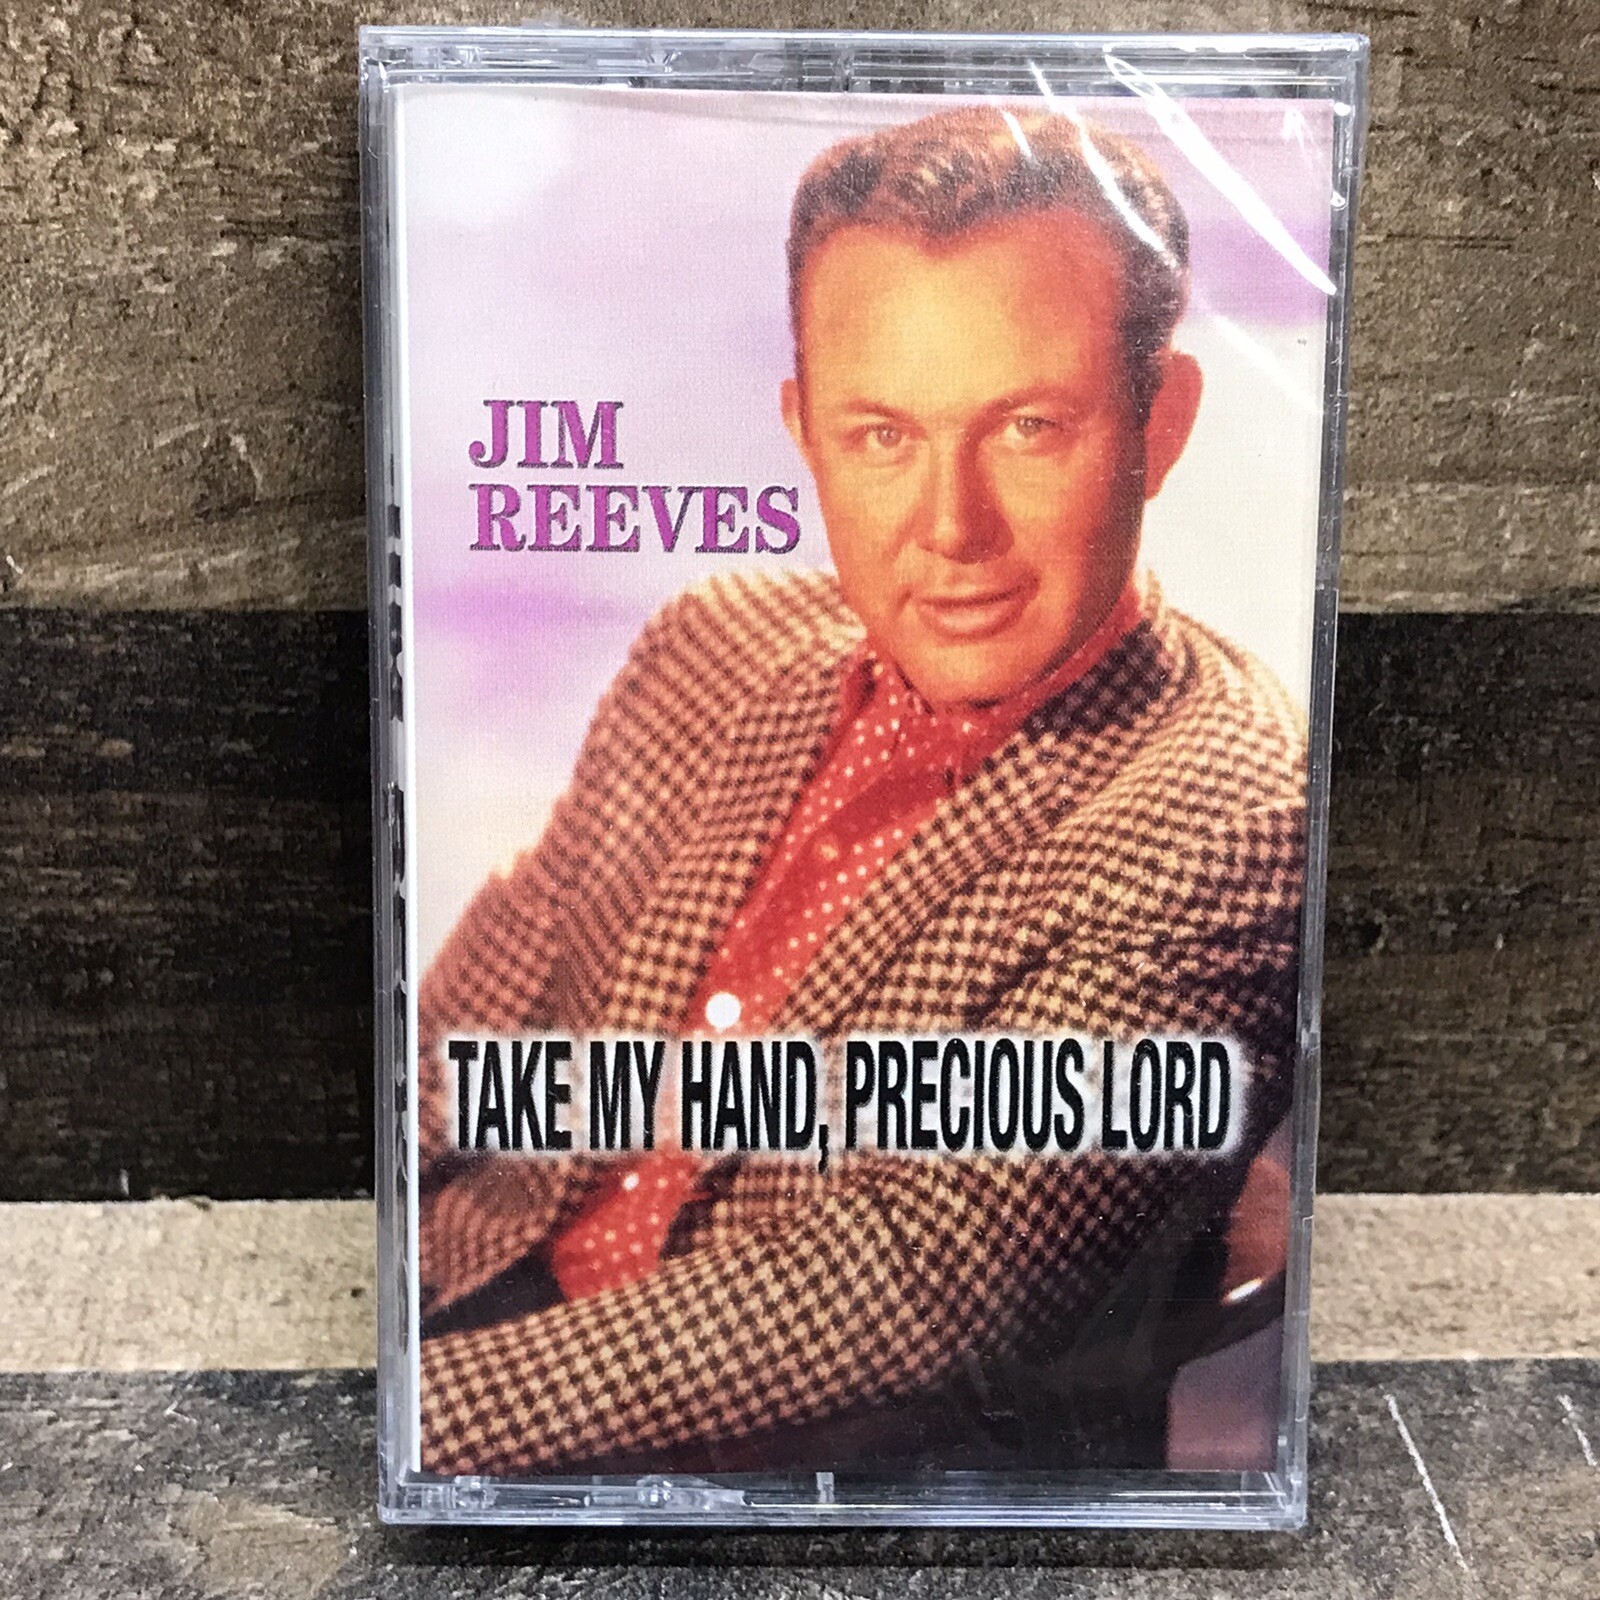 JIM
REEVES
TAKE MY HAND, PRECIOUS LORD